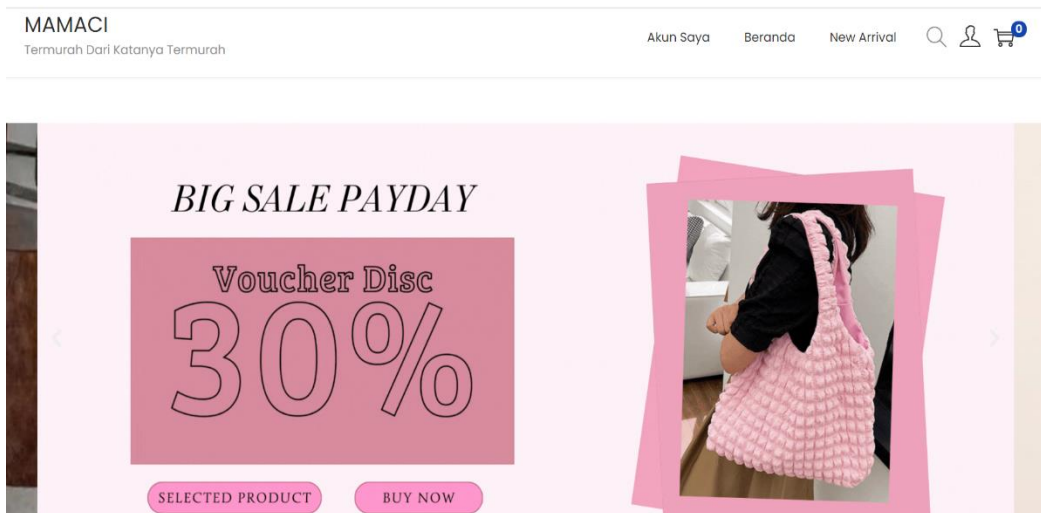 MAMACI
Termurah Dari Katanya Termurah
Akun Saya Beranda New Arrival 0
BIG SALE PAYDAY
Voucher Disc
30%
SELECTED PRODUCT BUY NOW